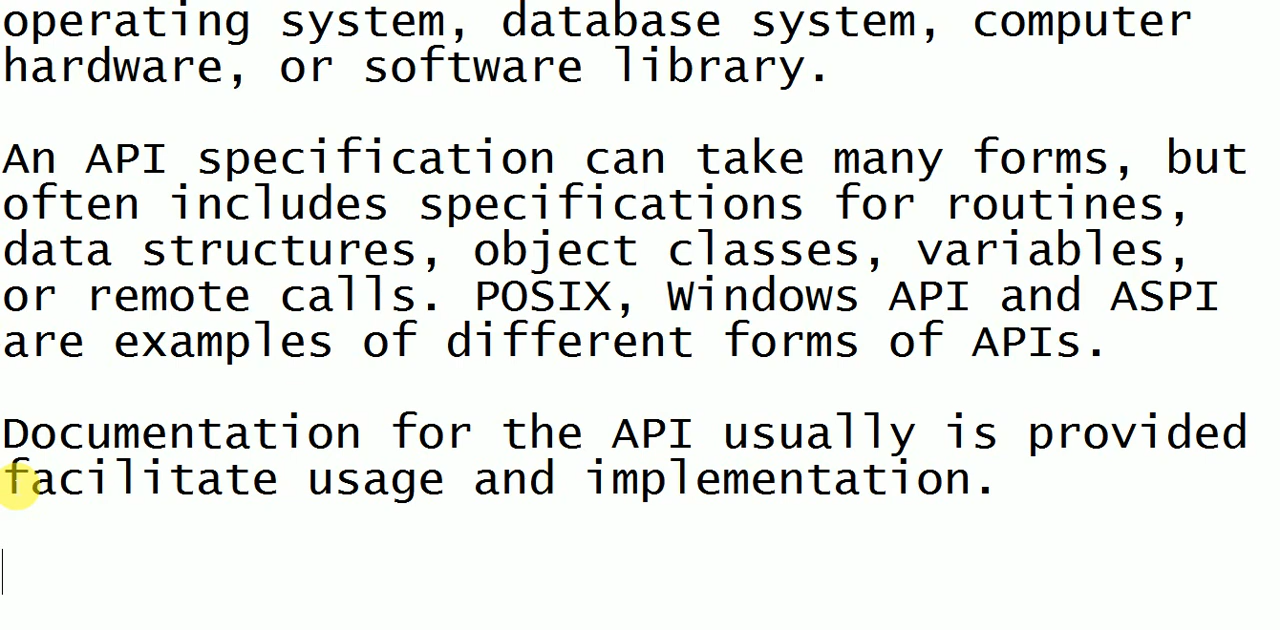 operating system, database system, computer
hardware, or software library.
An API specification can take many forms, but
often includes specifications for routines,
data structures, object classes, variables,
or remote calls. POSIX, Windows API and ASPI
are examples of different forms of APIs.
Documentation for the API usually is provided
facilitate usage and implementation.